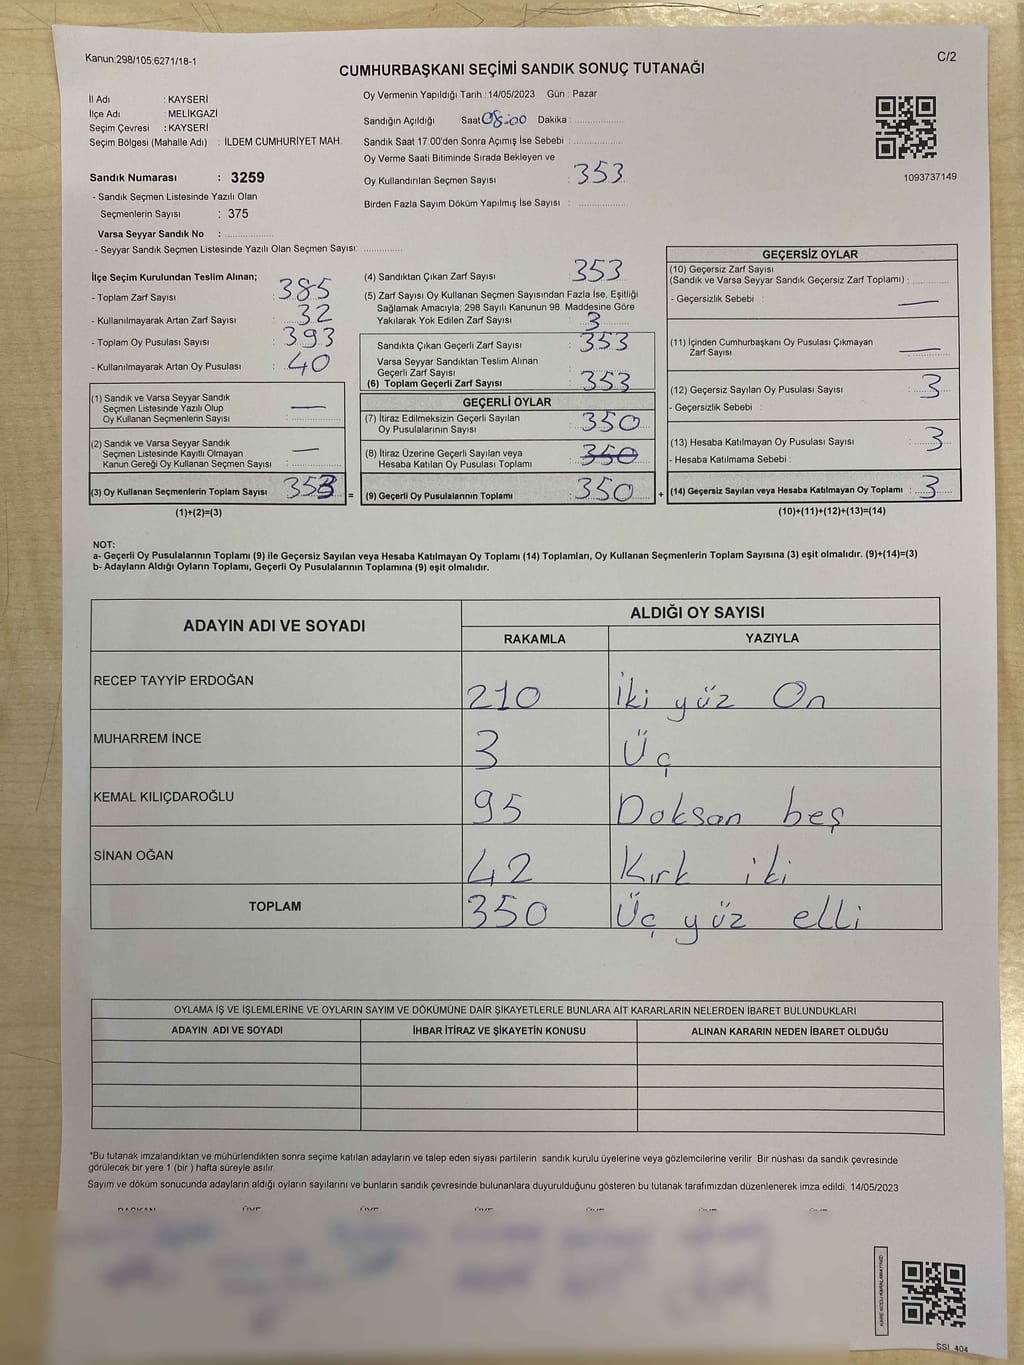 Kanun:298/105;6271/18-1
C/2
CUMHURBAŞKANI SEÇİMİ SANDIK SONUÇ TUTANAĞI
İl Adı : KAYSERİ
İlçe Adı : MELİKGAZİ
Seçim Çevresi : KAYSERİ
Seçim Bölgesi (Mahalle Adı) : İLDEM CUMHURİYET MAH.
Sandık Numarası : 3259
- Sandık Seçmen Listesinde Yazılı Olan
Seçmenlerin Sayısı : 375
Varsa Seyyar Sandık No :
- Seyyar Sandık Seçmen Listesinde Yazılı Olan Seçmen Sayısı:
Oy Vermenin Yapıldığı Tarih :14/05/2023 Gün : Pazar
Sandığın Açıldığı Saat 08:00 Dakika :
Sandık Saat 17:00'den Sonra Açımış İse Sebebi :
Oy Verme Saati Bitiminde Sırada Bekleyen ve
Oy Kullandırılan Seçmen Sayısı : 353
Birden Fazla Sayım Döküm Yapılmış İse Sayısı :
1093737149
İlçe Seçim Kurulundan Teslim Alınan;
- Toplam Zarf Sayısı : 385
- Kullanılmayarak Artan Zarf Sayısı : 32
- Toplam Oy Pusulası Sayısı : 393
- Kullanılmayarak Artan Oy Pusulası : 40
(1) Sandık ve Varsa Seyyar Sandık
Seçmen Listesinde Yazılı Olup
Oy Kullanan Seçmenlerin Sayısı : —
(2) Sandık ve Varsa Seyyar Sandık
Seçmen Listesinde Kayıtlı Olmayan
Kanun Gereği Oy Kullanan Seçmen Sayısı : —
(3) Oy Kullanan Seçmenlerin Toplam Sayısı : 353
(1)+(2)=(3)
(4) Sandıktan Çıkan Zarf Sayısı : 353
(5) Zarf Sayısı Oy Kullanan Seçmen Sayısından Fazla İse, Eşitliği
Sağlamak Amacıyla; 298 Sayılı Kanunun 98. Maddesine Göre
Yakılarak Yok Edilen Zarf Sayısı : 3
Sandıkta Çıkan Geçerli Zarf Sayısı : 353
Varsa Seyyar Sandıktan Teslim Alınan
Geçerli Zarf Sayısı :
(6) Toplam Geçerli Zarf Sayısı : 353
GEÇERLİ OYLAR
(7) İtiraz Edilmeksizin Geçerli Sayılan
Oy Pusulalarının Sayısı : 350
(8) İtiraz Üzerine Geçerli Sayılan veya
Hesaba Katılan Oy Pusulası Toplamı : 350
= (9) Geçerli Oy Pusulalarının Toplamı : 350
GEÇERSİZ OYLAR
(10) Geçersiz Zarf Sayısı
(Sandık ve Varsa Seyyar Sandık Geçersiz Zarf Toplamı) :
- Geçersizlik Sebebi : —
(11) İçinden Cumhurbaşkanı Oy Pusulası Çıkmayan
Zarf Sayısı : —
(12) Geçersiz Sayılan Oy Pusulası Sayısı : 3
- Geçersizlik Sebebi :
(13) Hesaba Katılmayan Oy Pusulası Sayısı : 3
- Hesaba Katılmama Sebebi :
+ (14) Geçersiz Sayılan veya Hesaba Katılmayan Oy Toplamı : 3
(10)+(11)+(12)+(13)=(14)
NOT:
a- Geçerli Oy Pusulalarının Toplamı (9) ile Geçersiz Sayılan veya Hesaba Katılmayan Oy Toplamı (14) Toplamları, Oy Kullanan Seçmenlerin Toplam Sayısına (3) eşit olmalıdır. (9)+(14)=(3)
b- Adayların Aldığı Oyların Toplamı, Geçerli Oy Pusulalarının Toplamına (9) eşit olmalıdır.
ADAYIN ADI VE SOYADI
ALDIĞI OY SAYISI
RAKAMLA YAZIYLA
RECEP TAYYİP ERDOĞAN 210 İki yüz On
MUHARREM İNCE 3 Üç
KEMAL KILIÇDAROĞLU 95 Doksan beş
SİNAN OĞAN 42 Kırk iki
TOPLAM 350 Üç yüz elli
OYLAMA İŞ VE İŞLEMLERİNE VE OYLARIN SAYIM VE DÖKÜMÜNE DAİR ŞİKAYETLERLE BUNLARA AİT KARARLARIN NELERDEN İBARET BULUNDUKLARI
ADAYIN ADI VE SOYADI İHBAR İTİRAZ VE ŞİKAYETİN KONUSU ALINAN KARARIN NEDEN İBARET OLDUĞU
*Bu tutanak imzalandıktan ve mühürlendikten sonra seçime katılan adayların ve talep eden siyasi partilerin sandık kurulu üyelerine veya gözlemcilerine verilir Bir nüshası da sandık çevresinde
görülecek bir yere 1 (bir ) hafta süreyle asılır.
Sayım ve döküm sonucunda adayların aldığı oyların sayılarını ve bunların sandık çevresinde bulunanlara duyurulduğunu gösteren bu tutanak tarafımızdan düzenlenerek imza edildi. 14/05/2023
BAŞKAN ÜYE ÜYE ÜYE ÜYE ÜYE
SSI_404